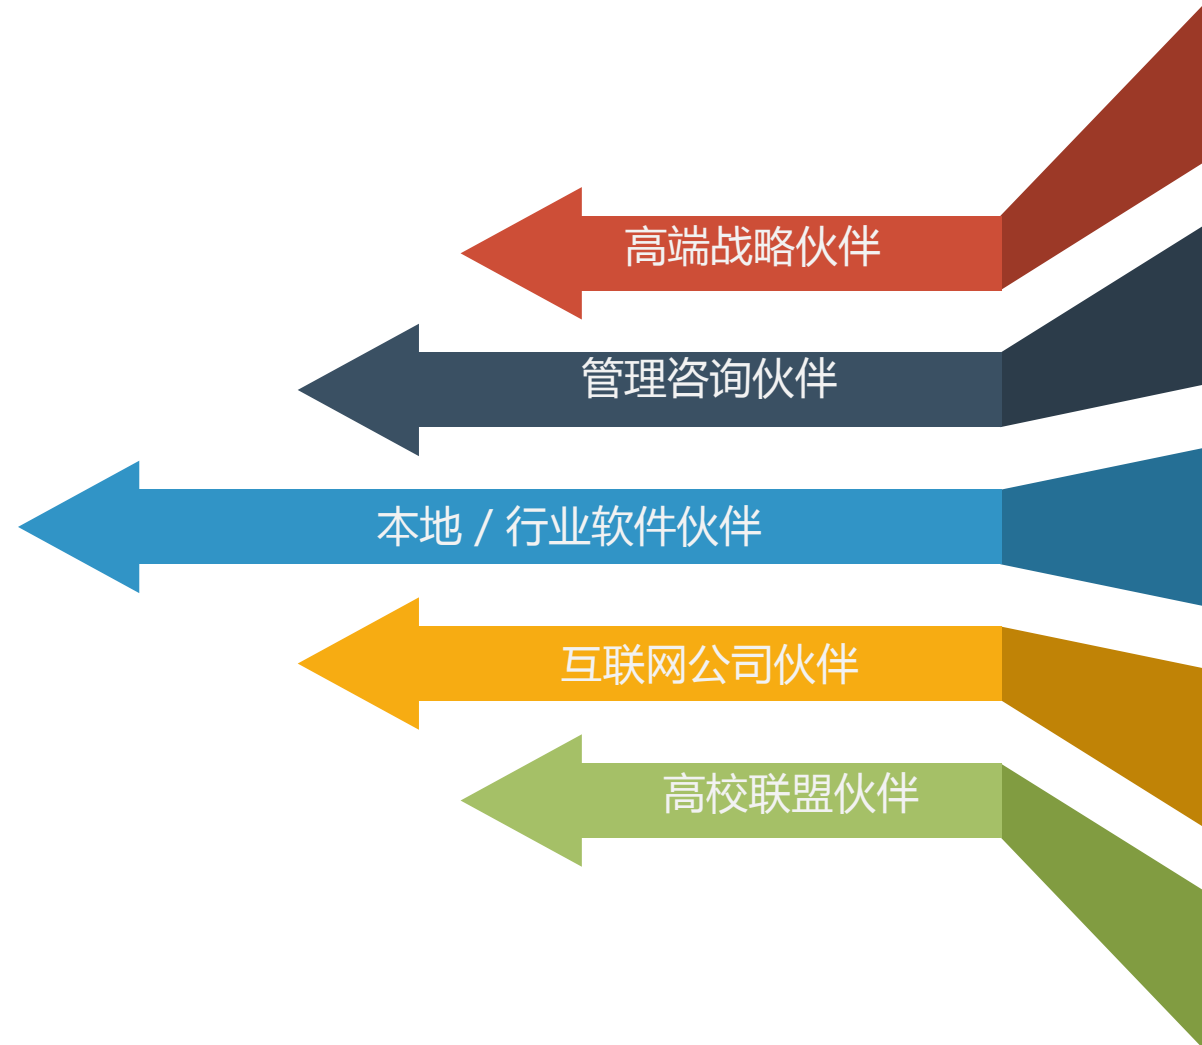 高端战略伙伴
管理咨询伙伴
本地 / 行业软件伙伴
互联网公司伙伴
高校联盟伙伴